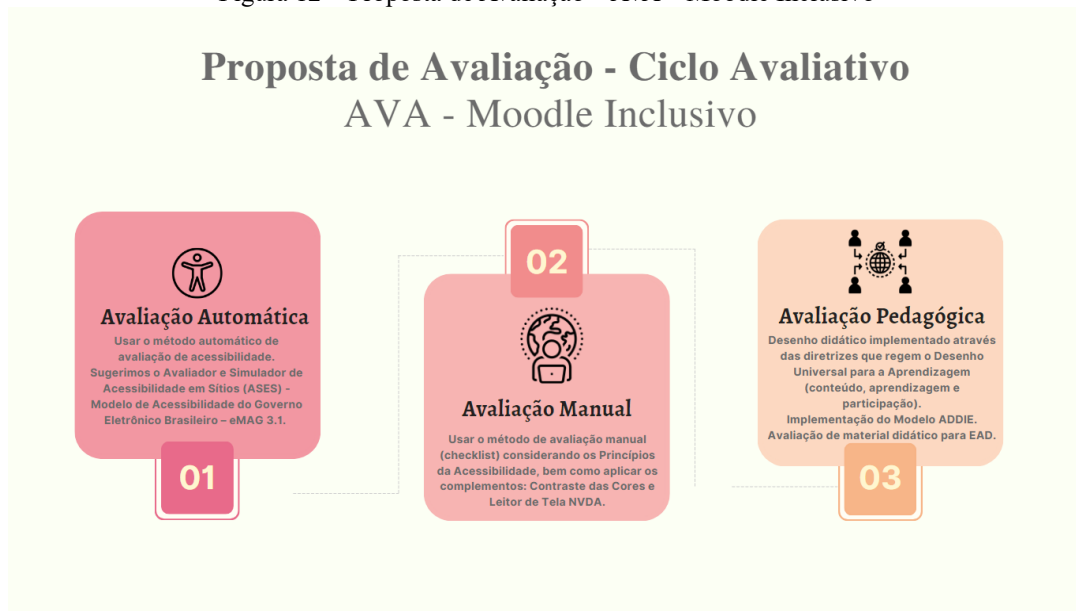 Proposta de Avaliação - Ciclo Avaliativo
AVA - Moodle Inclusivo
Avaliação Automática
Usar o método automático de
avaliação de acessibilidade.
Sugerimos o Avaliador e Simulador de
Acessibilidade em Sítios (ASES) -
Modelo de Acessibilidade do Governo
Eletrônico Brasileiro – eMAG 3.1.
01
02
Avaliação Manual
Usar o método de avaliação manual
(checklist) considerando os Princípios
da Acessibilidade, bem como aplicar os
complementos: Contraste das Cores e
Leitor de Tela NVDA.
Avaliação Pedagógica
Desenho didático implementado através
das diretrizes que regem o Desenho
Universal para a Aprendizagem
(conteúdo, aprendizagem e
participação).
Implementação do Modelo ADDIE.
Avaliação de material didático para EAD.
03